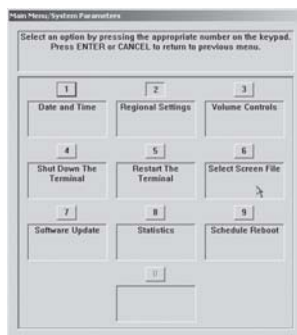 Main Menu/System Parameters
Select an option by pressing the appropriate number on the keypad.
Press ENTER or CANCEL to return to previous menu.
1 2 3
Date and Time Regional Settings Volume Controls
4 5 6
Shut Down The Terminal Restart The Terminal Select Screen File
7 8 9
Software Update Statistics Schedule Reboot
0